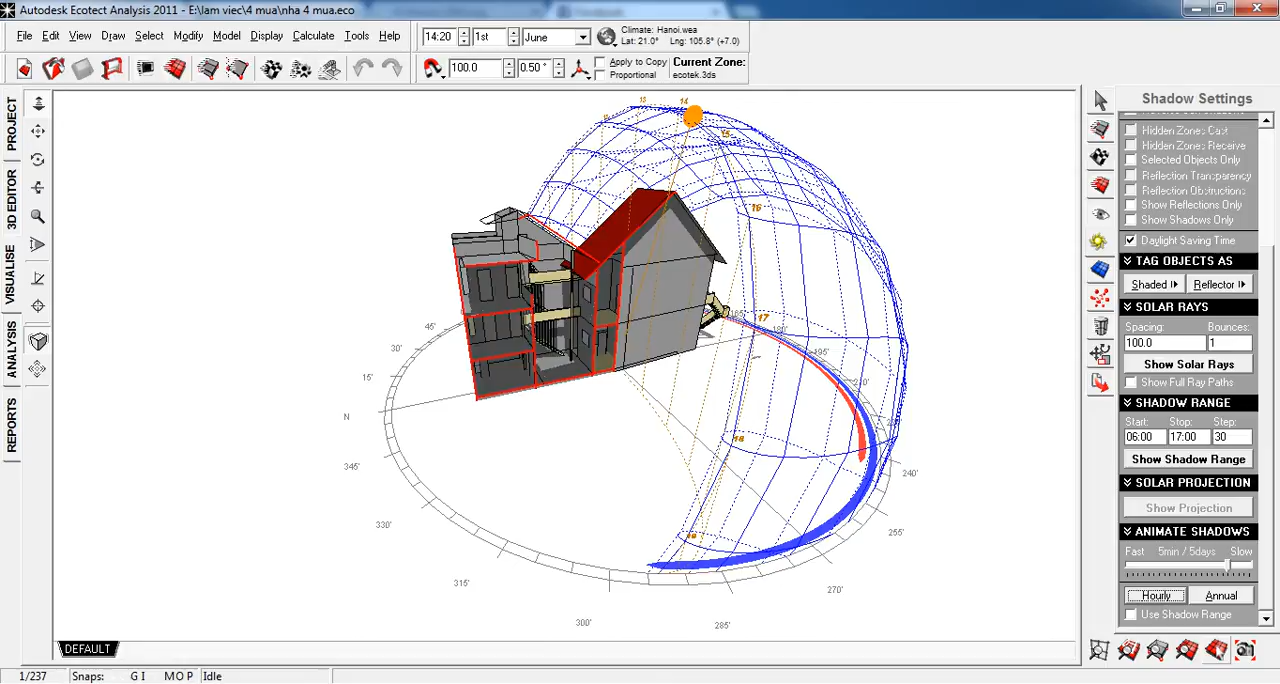 Autodesk Ecotect Analysis 2011 - E:\lam viec\4 mua\nha 4 mua.eco
File Edit View Draw Select Modify Model Display Calculate Tools Help
14:20 1st June
Climate: Hanoi.wea
Lat: 21.0° Lng: 105.8° (+7.0)
100.0 0.50 °
Apply to Copy
Proportional
Current Zone:
ecotek.3ds
PROJECT
3D EDITOR
VISUALISE
ANALYSIS
REPORTS
13
14
15
16
17
18
19
45'
30'
15'
N
345'
330'
315'
300'
285'
270'
255'
240'
195'
180'
165'
DEFAULT
Shadow Settings
Hidden Zones Cast
Hidden Zones Receive
Selected Objects Only
Reflection Transparency
Reflection Obstructions
Show Reflections Only
Show Shadows Only
Daylight Saving Time
TAG OBJECTS AS
Shaded Reflector
SOLAR RAYS
Spacing: Bounces:
100.0 1
Show Solar Rays
Show Full Ray Paths
SHADOW RANGE
Start: Stop: Step:
06:00 17:00 30
Show Shadow Range
SOLAR PROJECTION
Show Projection
ANIMATE SHADOWS
Fast 5min / 5days Slow
Hourly Annual
Use Shadow Range
1/237 Snaps: G I M O P Idle